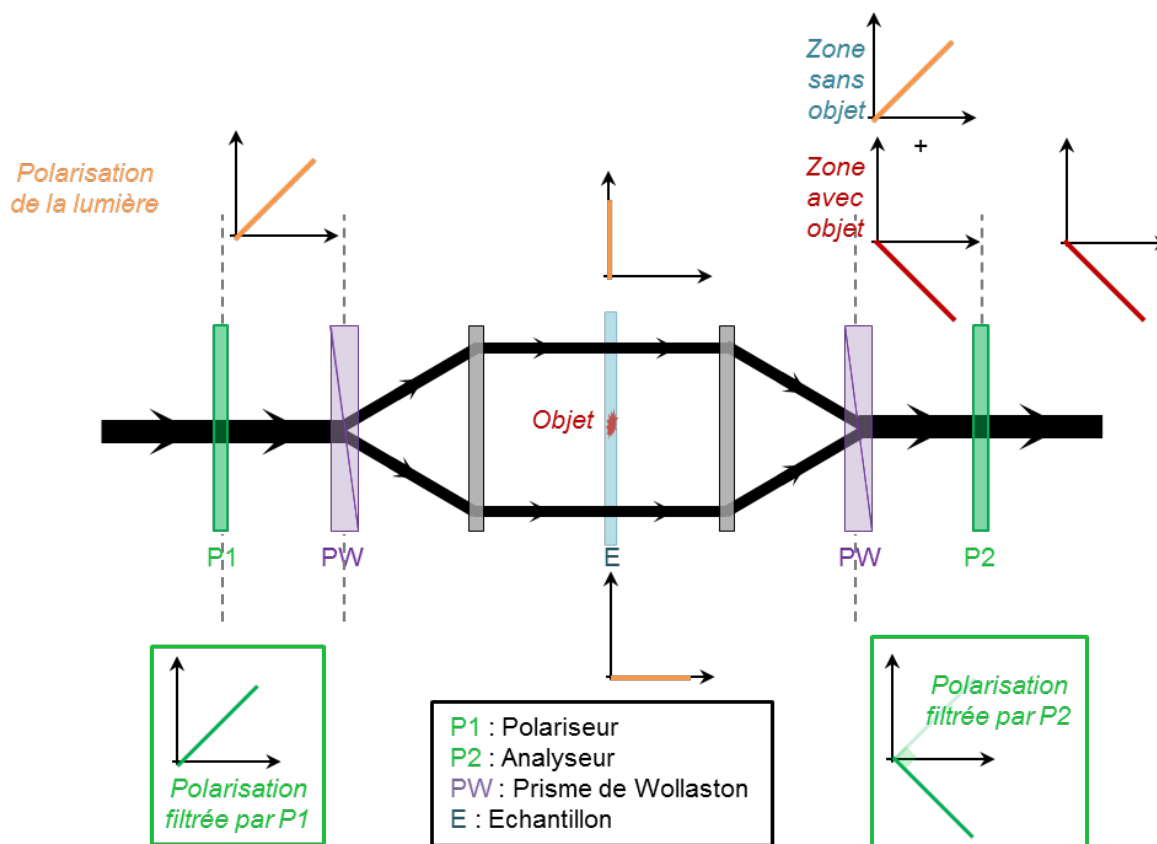 Zone
sans
objet
+
Polarisation
de la lumière
Zone
avec
objet
Objet
P1
PW
E
PW
P2
Polarisation
filtrée par P1
P1 : Polariseur
P2 : Analyseur
PW : Prisme de Wollaston
E : Echantillon
Polarisation
filtrée par P2